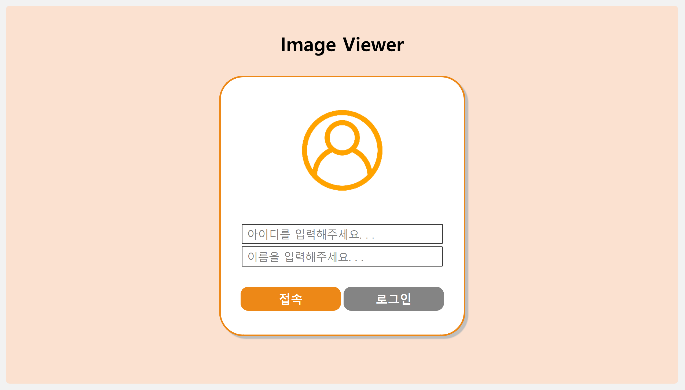 Image Viewer
아이디를 입력해주세요. . .
이름을 입력해주세요. . .
접속 로그인